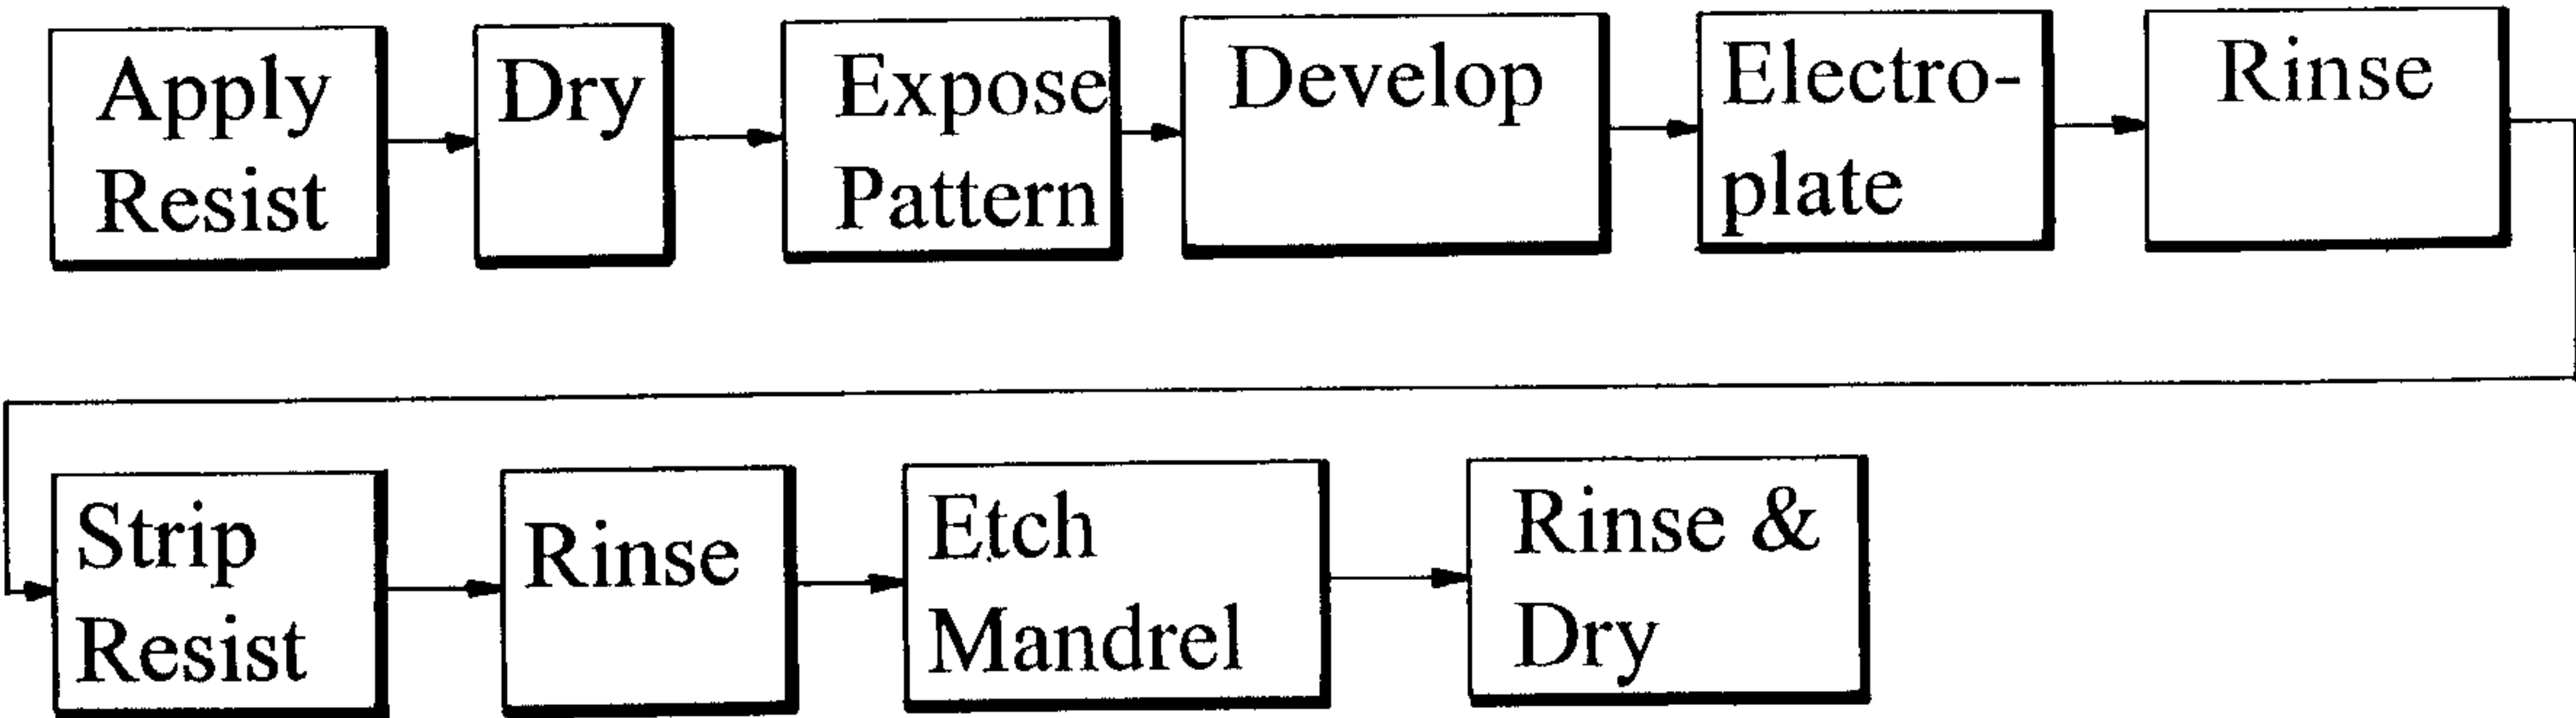 Apply
Resist
Dry
Expose
Pattern
Develop
Electro-
plate
Rinse
Strip
Resist
Rinse
Etch
Mandrel
Rinse &
Dry